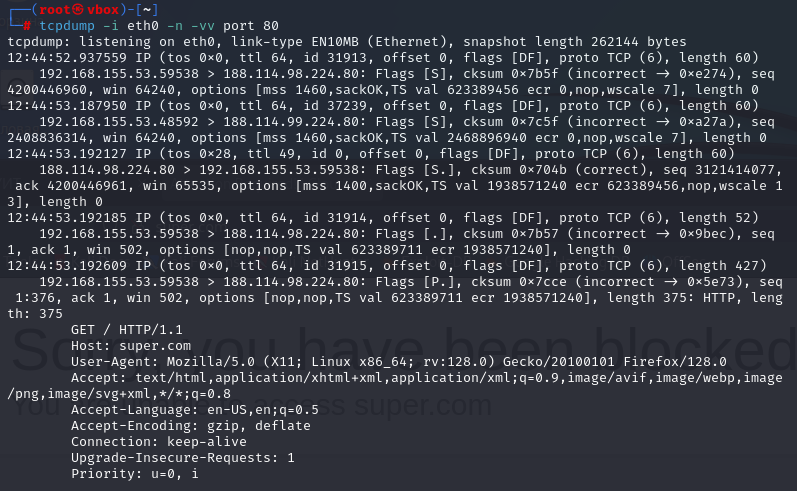 ┌──(root㉿vbox)-[~]
└─# tcpdump -i eth0 -n -vv port 80
tcpdump: listening on eth0, link-type EN10MB (Ethernet), snapshot length 262144 bytes
12:44:52.937559 IP (tos 0×0, ttl 64, id 31913, offset 0, flags [DF], proto TCP (6), length 60)
    192.168.155.53.59538 > 188.114.98.224.80: Flags [S], cksum 0×7b5f (incorrect → 0×e274), seq
4200446960, win 64240, options [mss 1460,sackOK,TS val 623389456 ecr 0,nop,wscale 7], length 0
12:44:53.187950 IP (tos 0×0, ttl 64, id 37239, offset 0, flags [DF], proto TCP (6), length 60)
    192.168.155.53.48592 > 188.114.99.224.80: Flags [S], cksum 0×7c5f (incorrect → 0×a27a), seq
2408836314, win 64240, options [mss 1460,sackOK,TS val 2468896940 ecr 0,nop,wscale 7], length 0
12:44:53.192127 IP (tos 0×28, ttl 49, id 0, offset 0, flags [DF], proto TCP (6), length 60)
    188.114.98.224.80 > 192.168.155.53.59538: Flags [S.], cksum 0×704b (correct), seq 3121414077,
 ack 4200446961, win 65535, options [mss 1400,sackOK,TS val 1938571240 ecr 623389456,nop,wscale 1
3], length 0
12:44:53.192185 IP (tos 0×0, ttl 64, id 31914, offset 0, flags [DF], proto TCP (6), length 52)
    192.168.155.53.59538 > 188.114.98.224.80: Flags [.], cksum 0×7b57 (incorrect → 0×9bec), seq
1, ack 1, win 502, options [nop,nop,TS val 623389711 ecr 1938571240], length 0
12:44:53.192609 IP (tos 0×0, ttl 64, id 31915, offset 0, flags [DF], proto TCP (6), length 427)
    192.168.155.53.59538 > 188.114.98.224.80: Flags [P.], cksum 0×7cce (incorrect → 0×5e73), seq
 1:376, ack 1, win 502, options [nop,nop,TS val 623389711 ecr 1938571240], length 375: HTTP, leng
th: 375
        GET / HTTP/1.1
        Host: super.com
        User-Agent: Mozilla/5.0 (X11; Linux x86_64; rv:128.0) Gecko/20100101 Firefox/128.0
        Accept: text/html,application/xhtml+xml,application/xml;q=0.9,image/avif,image/webp,image
/png,image/svg+xml,*/*;q=0.8
        Accept-Language: en-US,en;q=0.5
        Accept-Encoding: gzip, deflate
        Connection: keep-alive
        Upgrade-Insecure-Requests: 1
        Priority: u=0, i
Sorry, you have been blocked
You are unable to access super.com